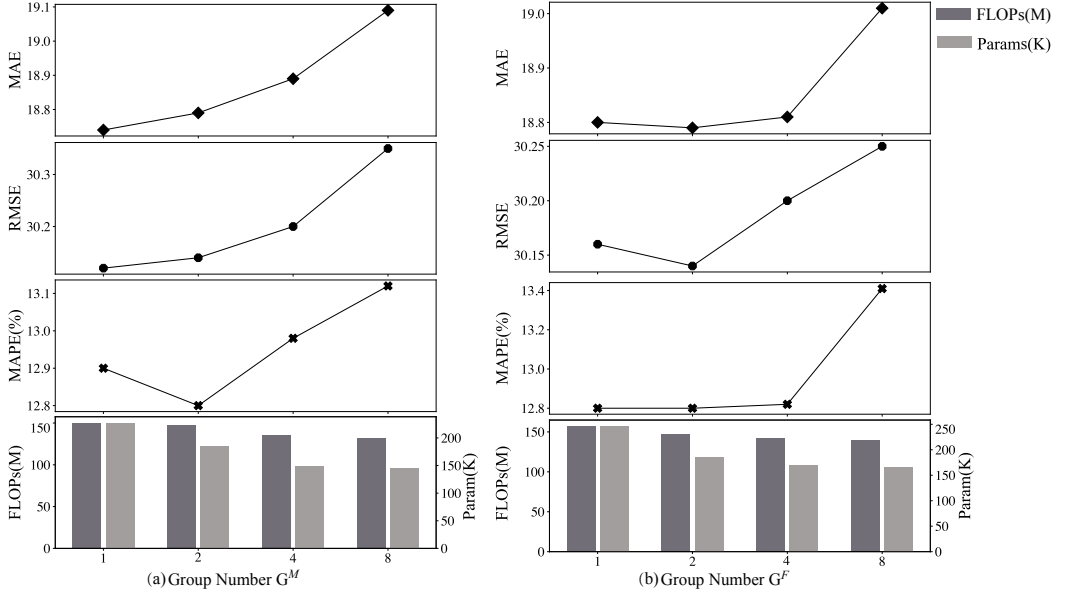 MAE
19.1
19.0
18.9
18.8
RMSE
30.3
30.2
MAPE(%)
13.1
13.0
12.9
12.8
FLOPs(M)
150
100
50
0
200
150
100
50
0
Param(K)
1 2 4 8
(a) Group Number G^M
MAE
19.0
18.9
18.8
RMSE
30.25
30.20
30.15
MAPE(%)
13.4
13.2
13.0
12.8
FLOPs(M)
150
100
50
0
250
200
150
100
50
0
Param(K)
1 2 4 8
(b) Group Number G^F
FLOPs(M)
Params(K)